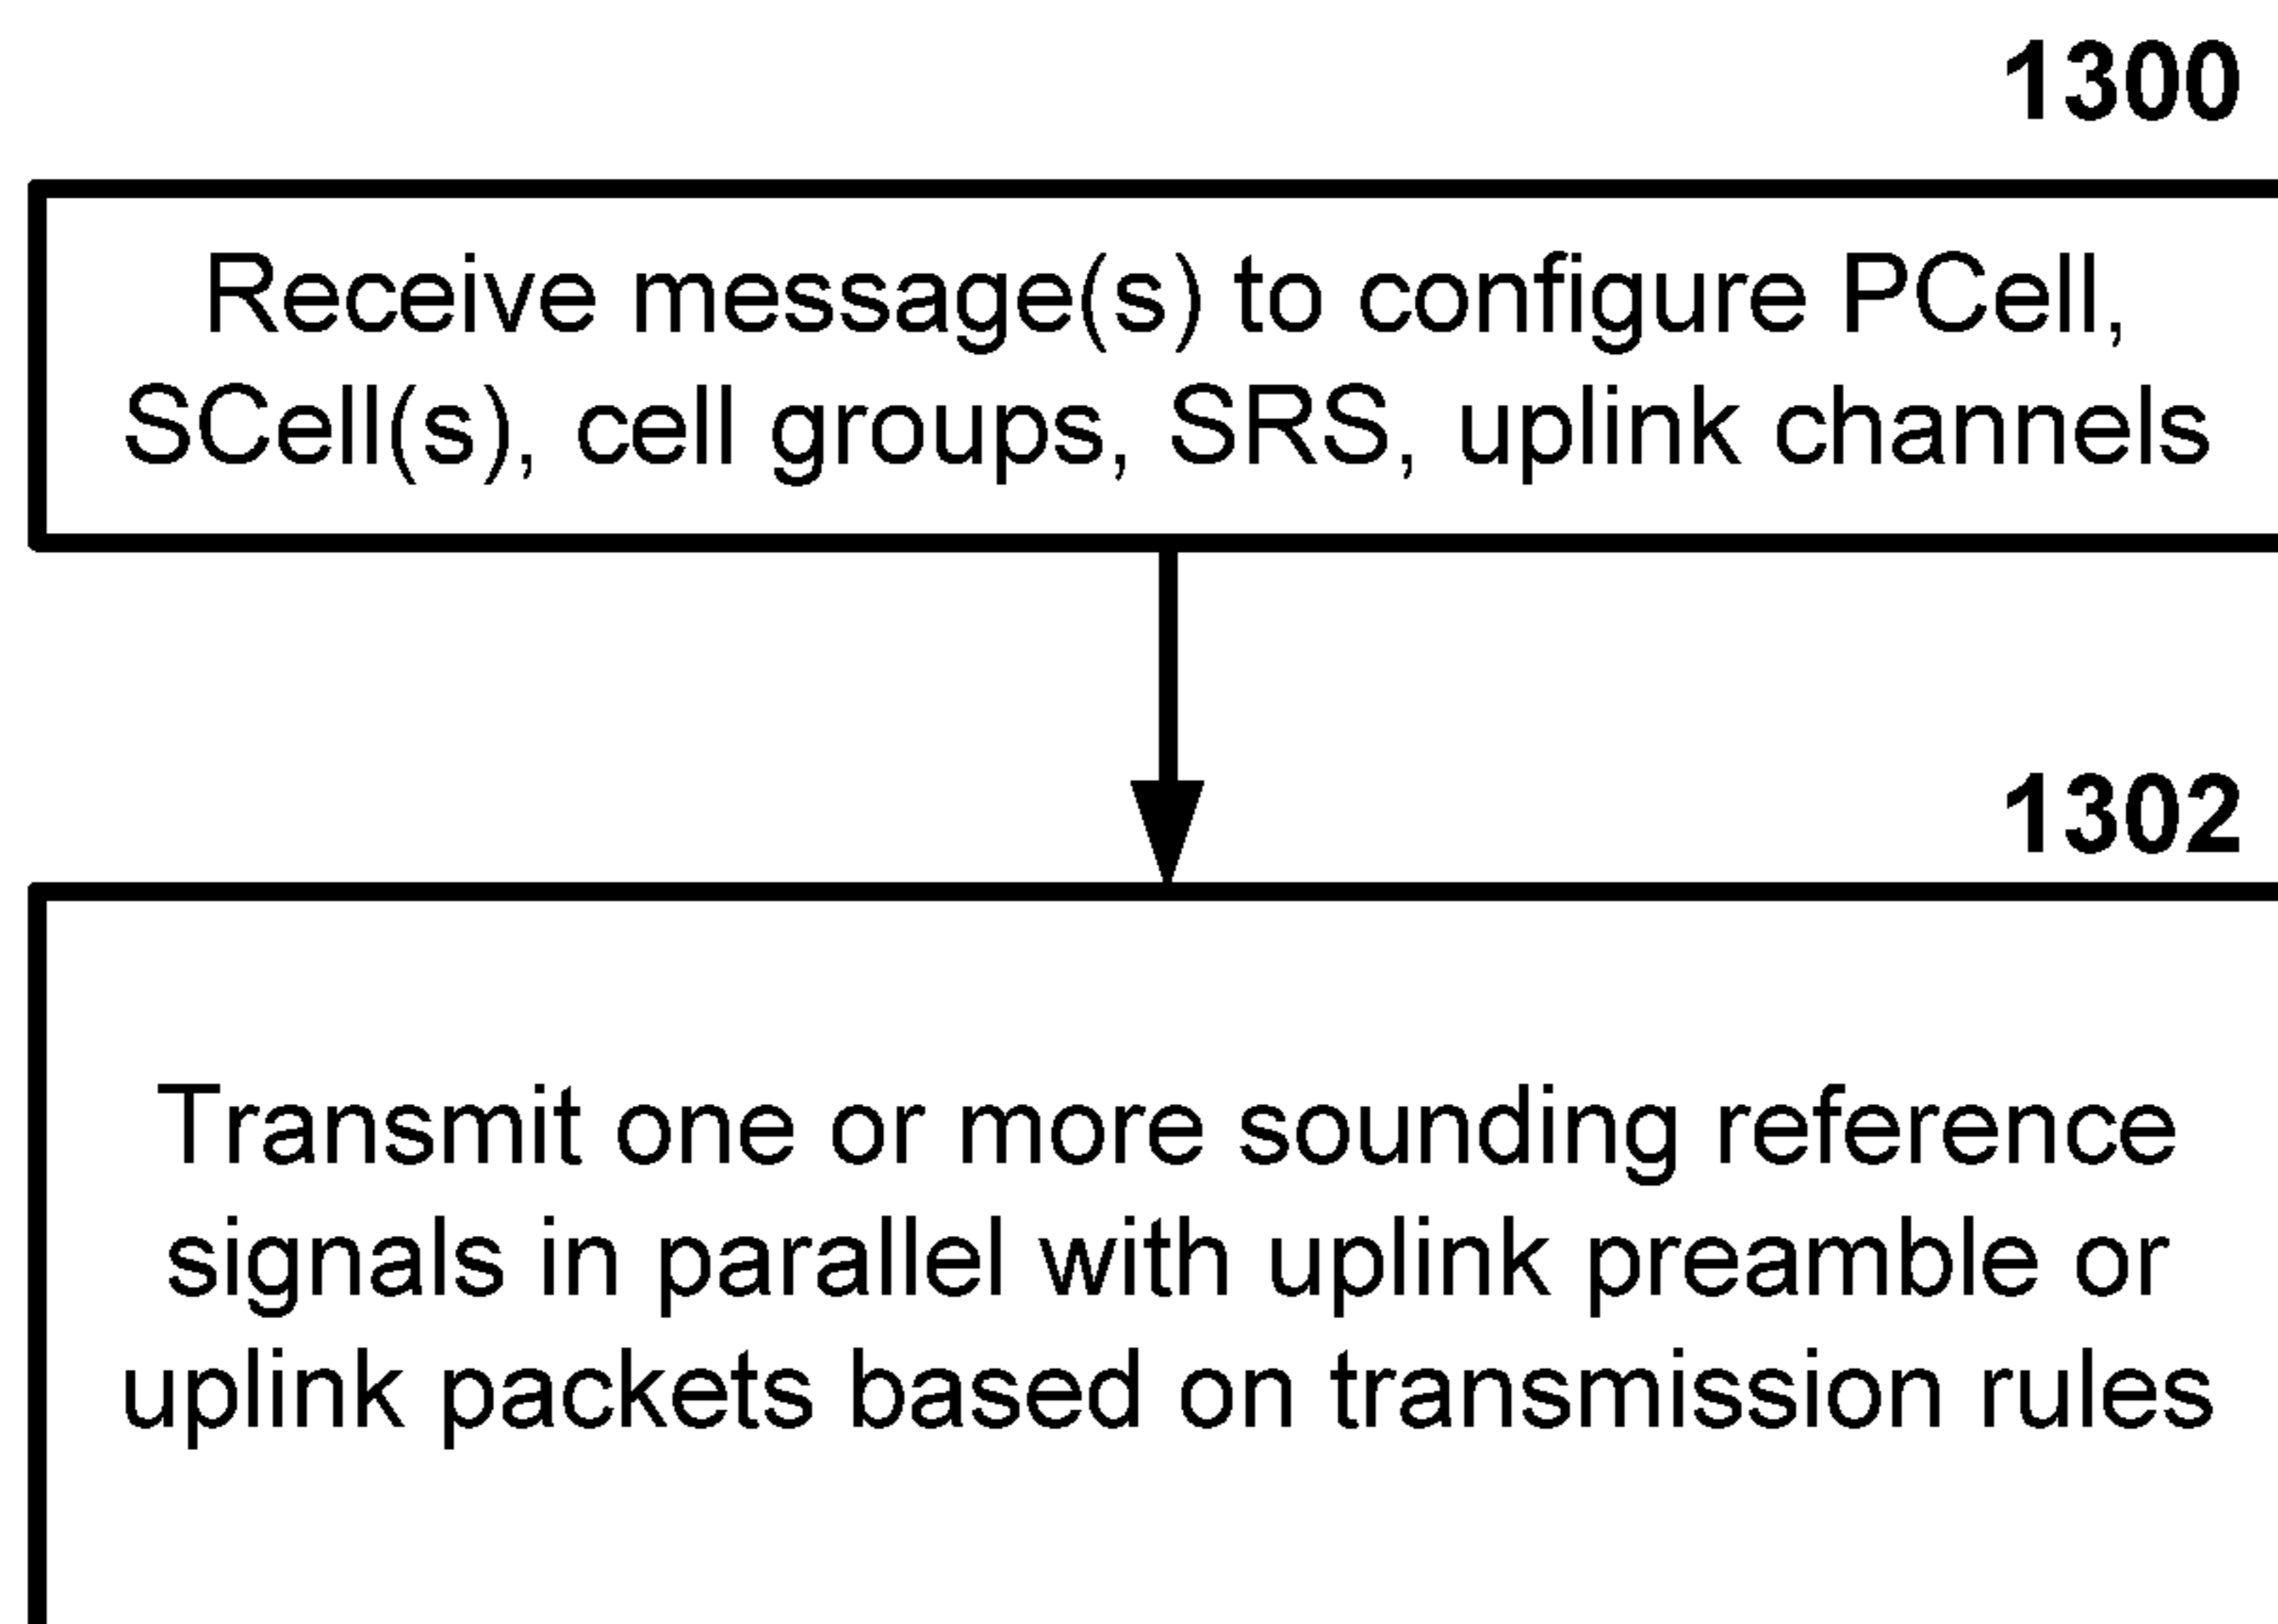 1300
Receive message(s) to configure PCell,
SCell(s), cell groups, SRS, uplink channels
1302
Transmit one or more sounding reference
signals in parallel with uplink preamble or
uplink packets based on transmission rules